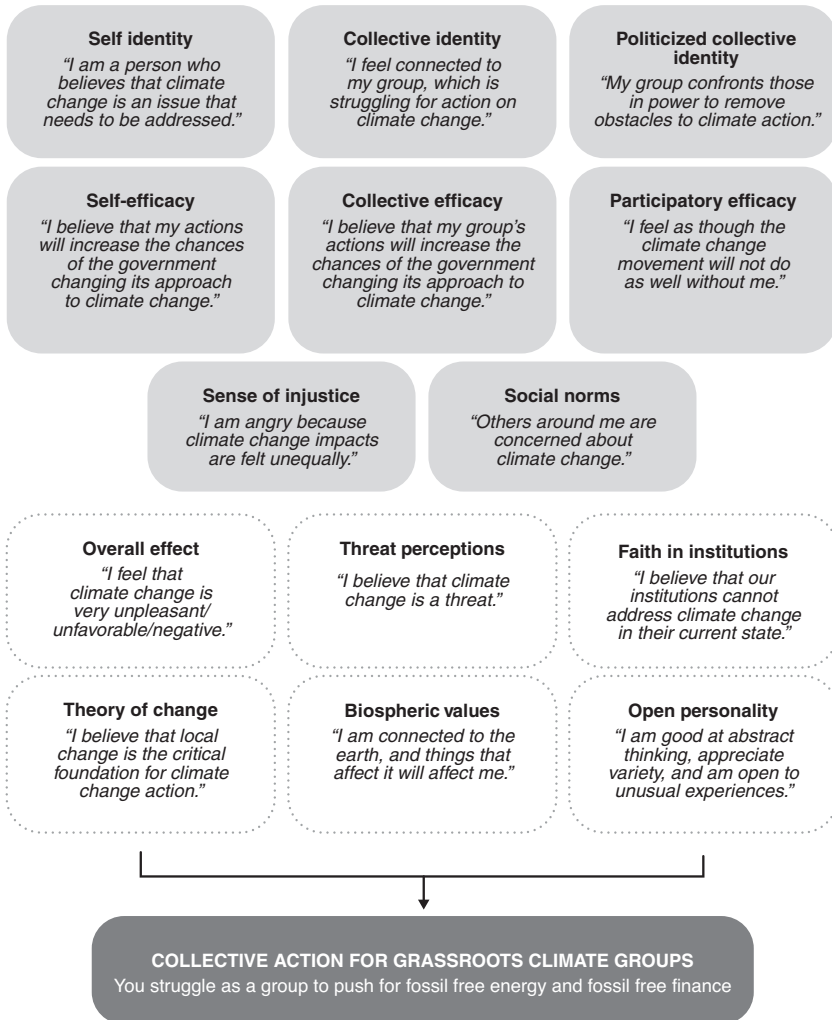 Self identity
“I am a person who
believes that climate
change is an issue that
needs to be addressed.”
Collective identity
“I feel connected to
my group, which is
struggling for action on
climate change.”
Politicized collective
identity
“My group confronts those
in power to remove
obstacles to climate action.”
Self-efficacy
“I believe that my actions
will increase the chances
of the government
changing its approach
to climate change.”
Collective efficacy
“I believe that my group’s
actions will increase the
chances of the government
changing its approach to
climate change.”
Participatory efficacy
“I feel as though the
climate change
movement will not do
as well without me.”
Sense of injustice
“I am angry because
climate change impacts
are felt unequally.”
Social norms
“Others around me are
concerned about
climate change.”
Overall effect
“I feel that
climate change is
very unpleasant/
unfavorable/negative.”
Threat perceptions
“I believe that climate
change is a threat.”
Faith in institutions
“I believe that our
institutions cannot
address climate change
in their current state.”
Theory of change
“I believe that local
change is the critical
foundation for climate
change action.”
Biospheric values
“I am connected to the
earth, and things that
affect it will affect me.”
Open personality
“I am good at abstract
thinking, appreciate
variety, and am open to
unusual experiences.”
COLLECTIVE ACTION FOR GRASSROOTS CLIMATE GROUPS
You struggle as a group to push for fossil free energy and fossil free finance